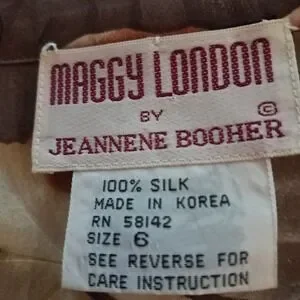 MAGGY LONDON
©
BY
JEANNENE BOOHER
100% SILK
MADE IN KOREA
RN 58142
SIZE 6
SEE REVERSE FOR
CARE INSTRUCTION